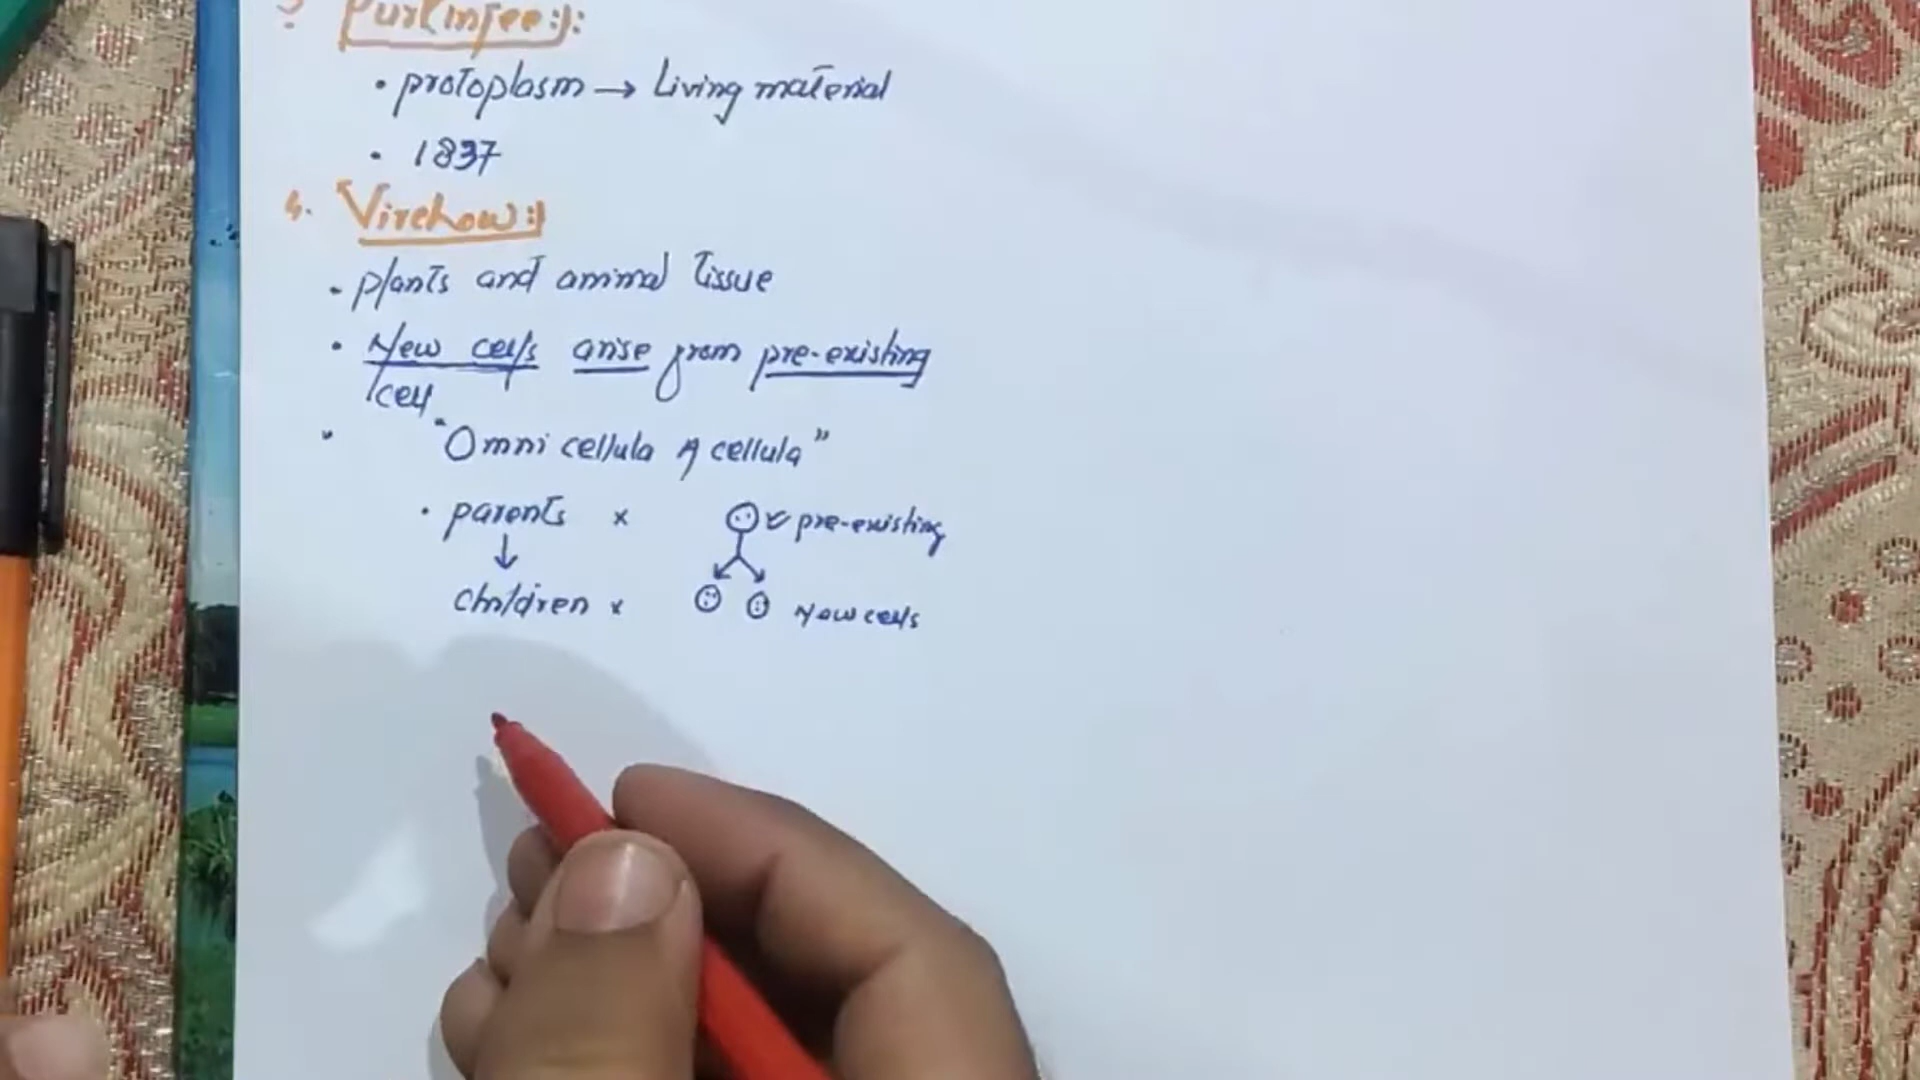 Purkinjee:):
• protoplasm → Living material
• 1837
4. Virchow:)
• plants and animal tissue
• New cells arise from pre-existing
cell
" "Omni cellula A cellula"
• parents x
↓
children x
pre-existing
New cells